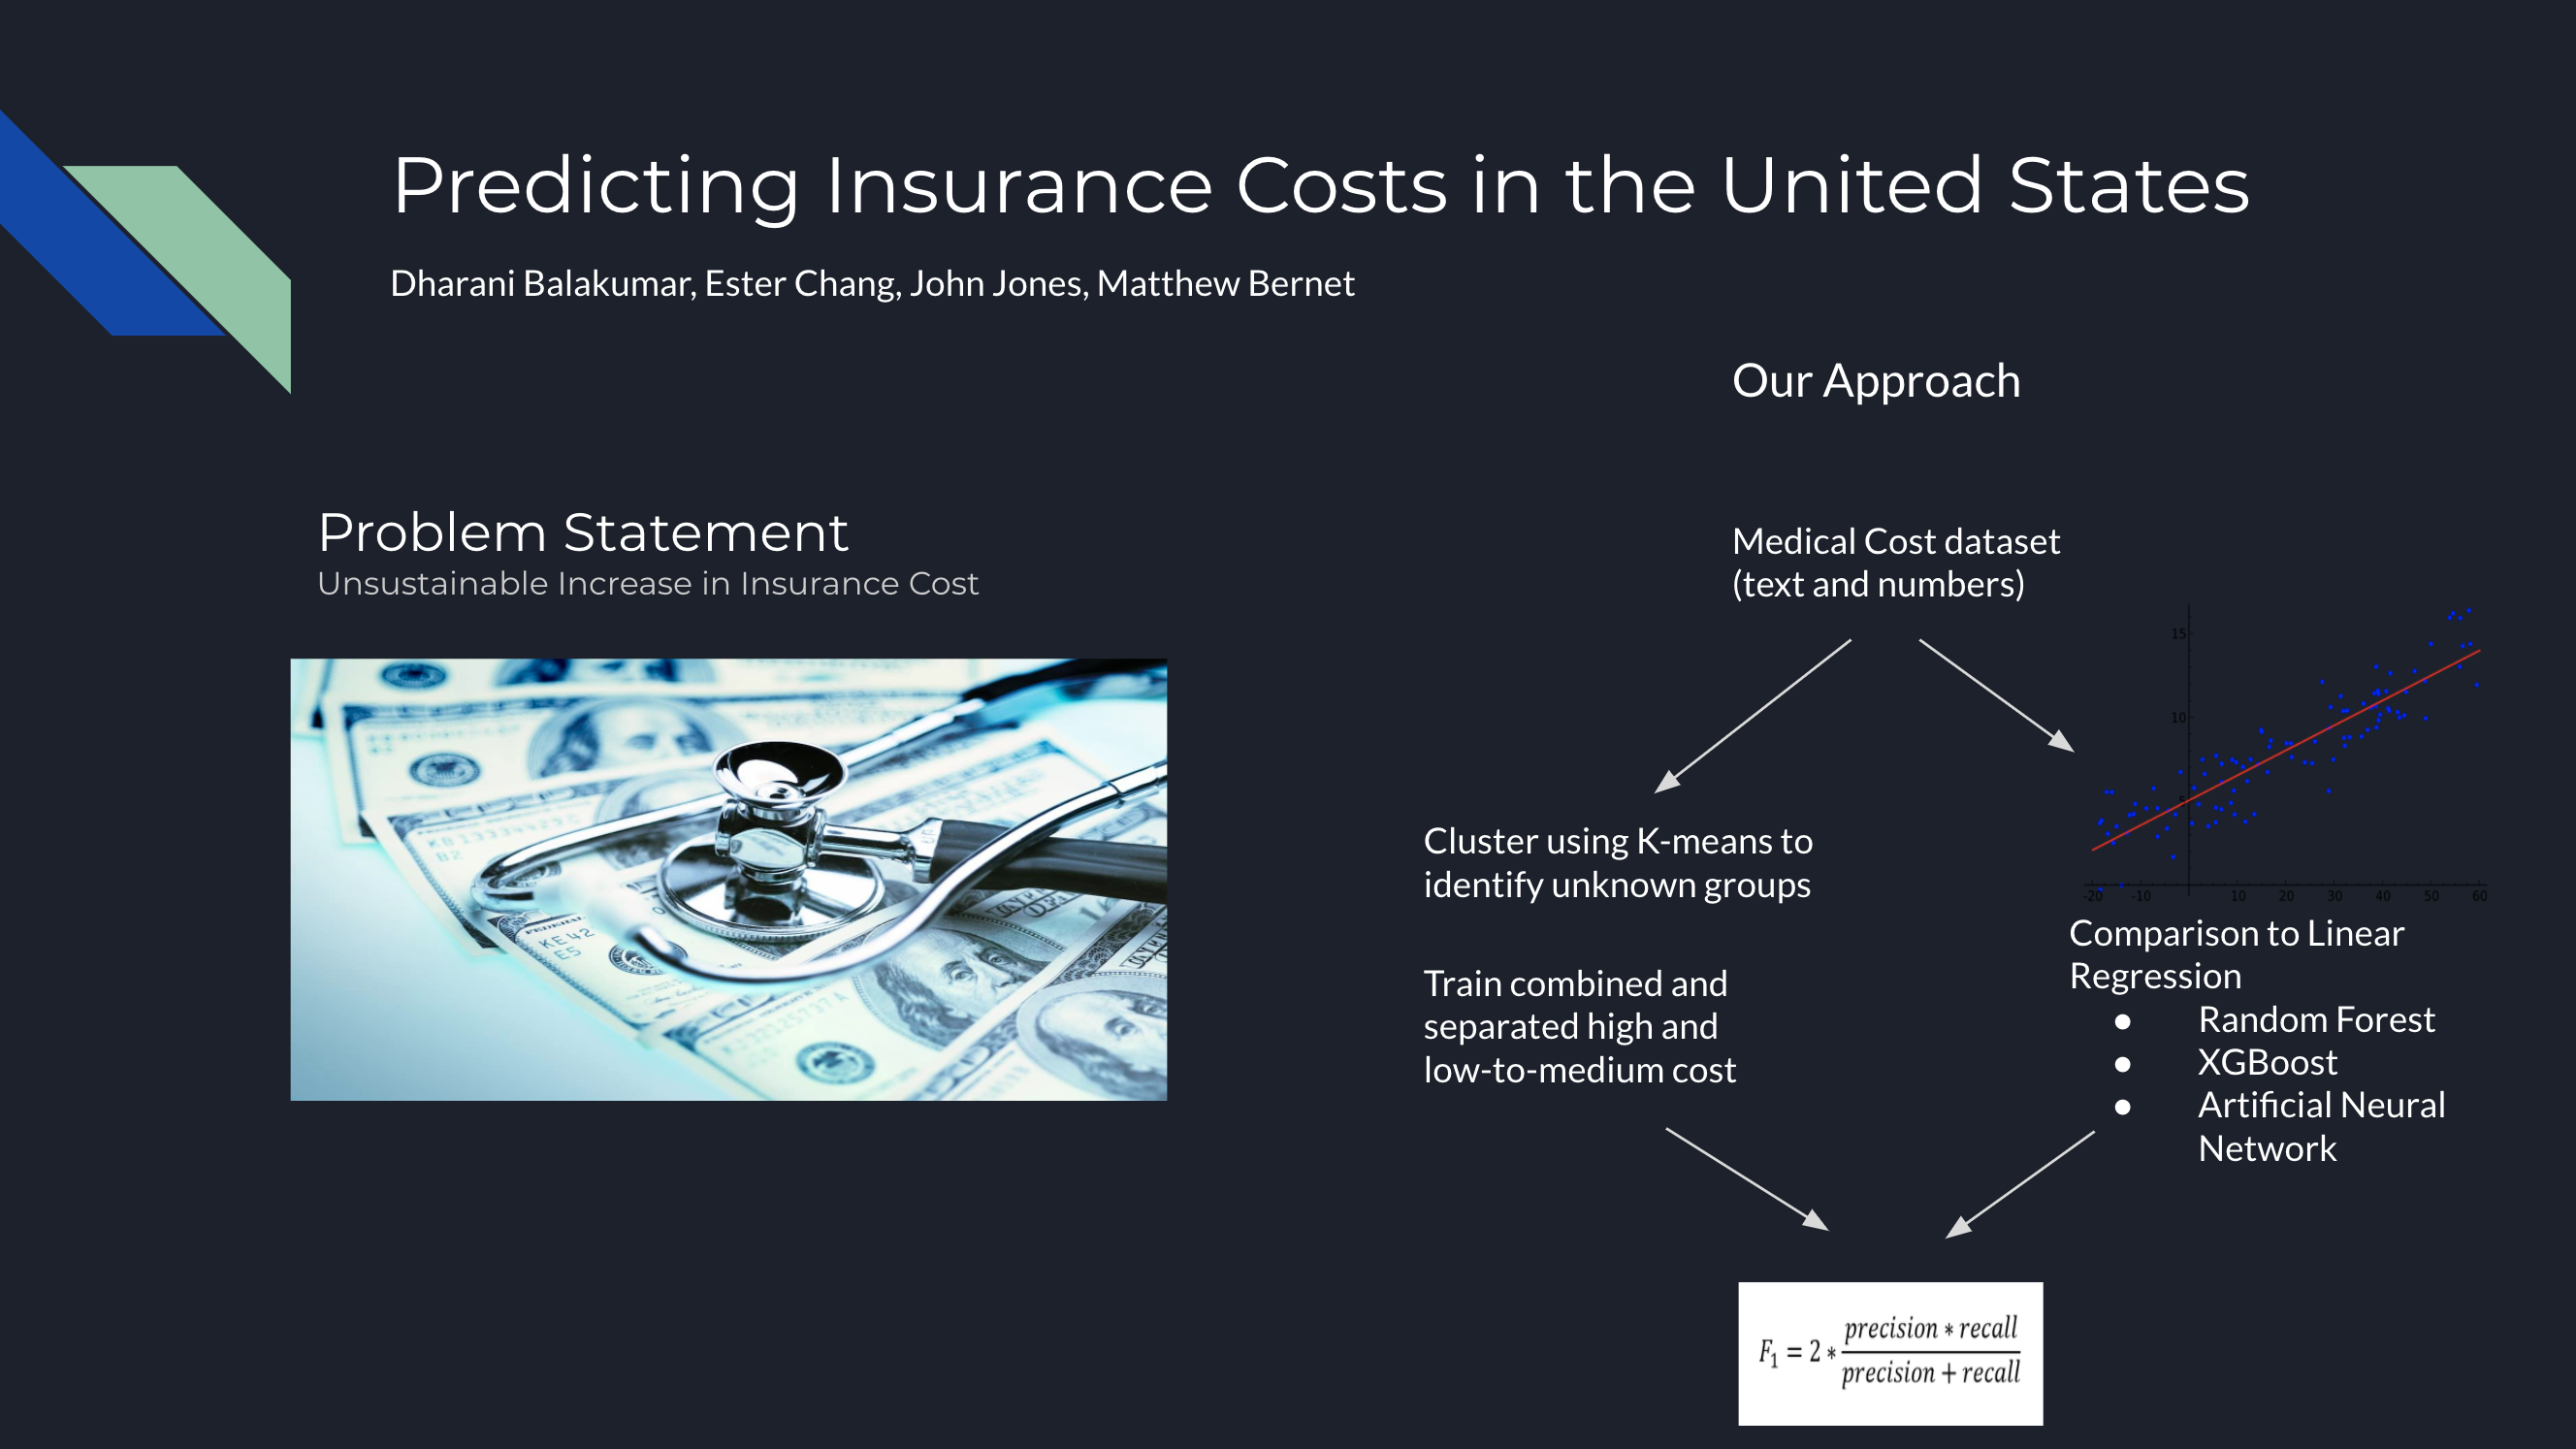 Predicting Insurance Costs in the United States
Dharani Balakumar, Ester Chang, John Jones, Matthew Bernet
Problem Statement
Unsustainable Increase in Insurance Cost
KE42
E5
Our Approach
Medical Cost dataset
(text and numbers)
Cluster using K-means to
identify unknown groups
Train combined and
separated high and
low-to-medium cost
15
10
5
-20 -10 10 20 30 40 50 60
Comparison to Linear
Regression
● Random Forest
● XGBoost
● Artificial Neural
Network
F₁ = 2 * precision * recall / precision + recall